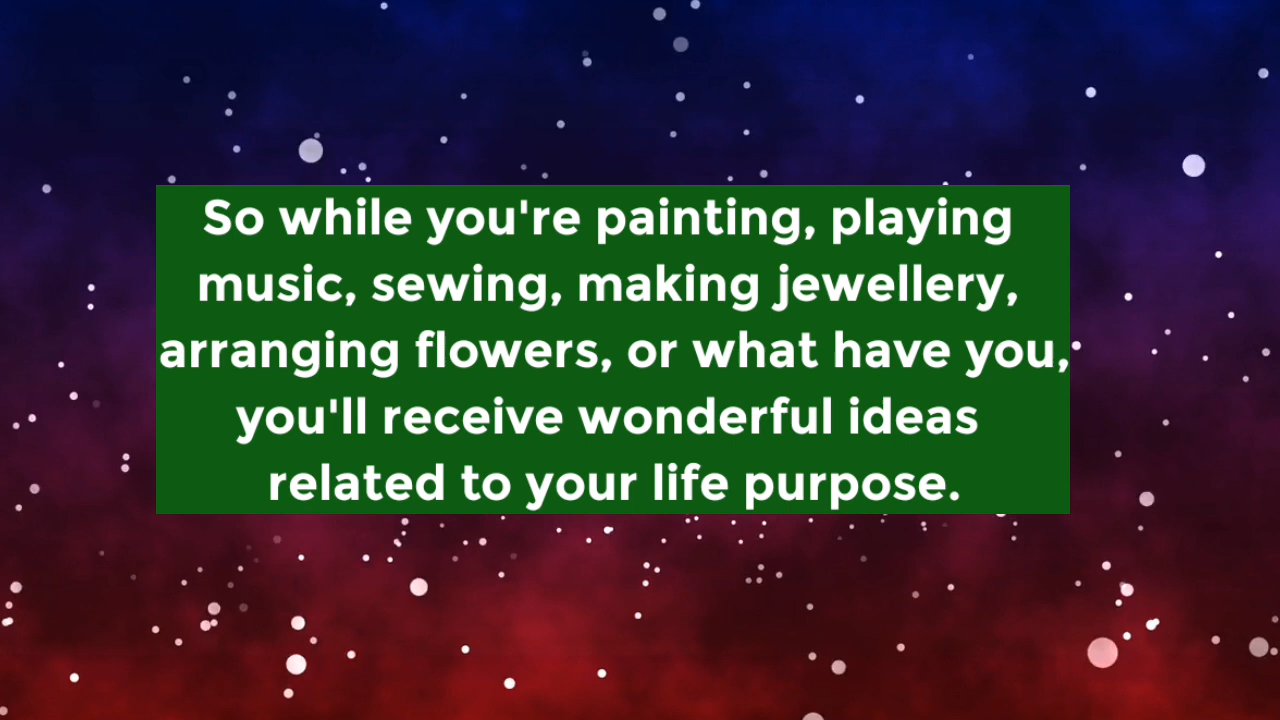 So while you're painting, playing
music, sewing, making jewellery,
arranging flowers, or what have you,
you'll receive wonderful ideas
related to your life purpose.